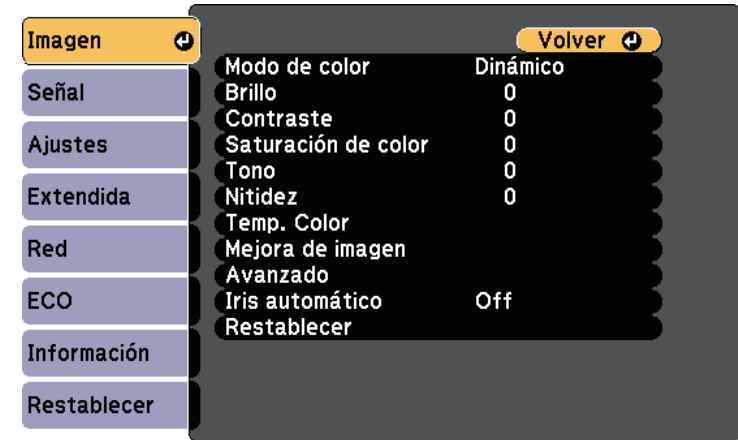 Imagen
Señal
Ajustes
Extendida
Red
ECO
Información
Restablecer
Volver
Modo de color Dinámico
Brillo 0
Contraste 0
Saturación de color 0
Tono 0
Nitidez 0
Temp. Color
Mejora de imagen
Avanzado
Iris automático Off
Restablecer